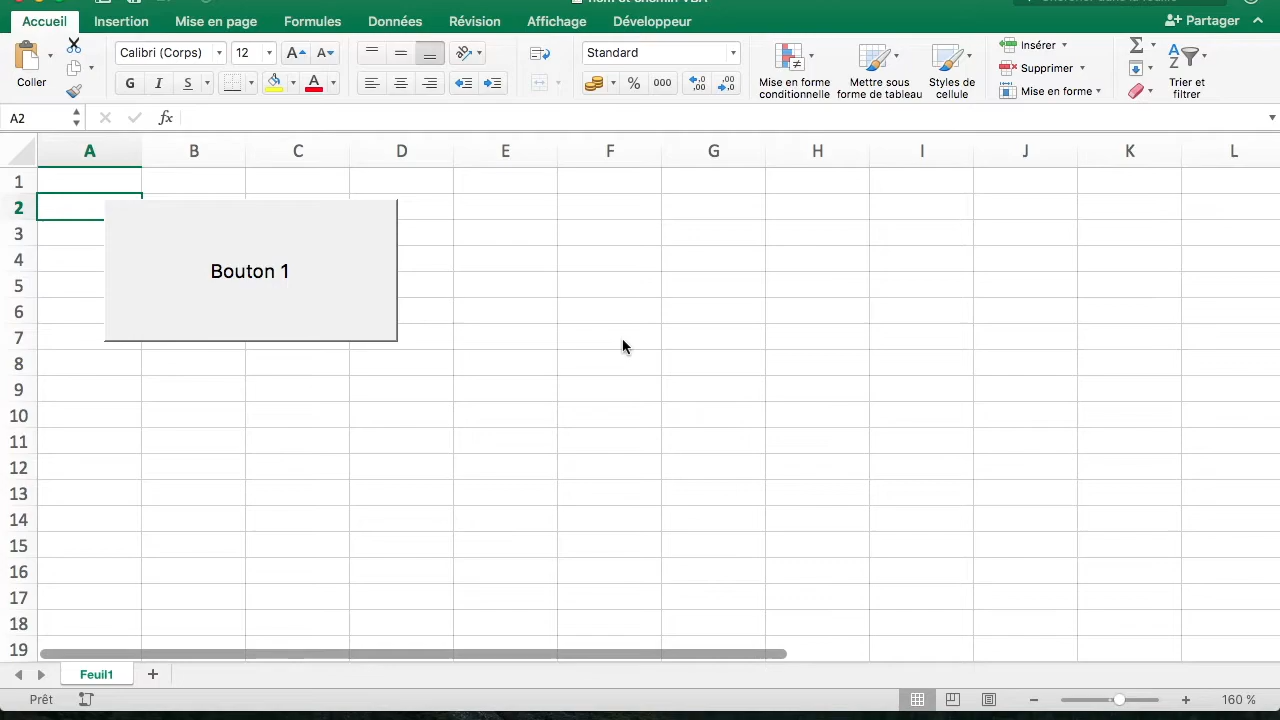 Accueil Insertion Mise en page Formules Données Révision Affichage Développeur Partager
Coller Calibri (Corps) 12 Standard
G I S % 000
Mise en forme conditionnelle
Mettre sous forme de tableau
Styles de cellule
Insérer
Supprimer
Mise en forme
Trier et filtrer
A2 fx
A B C D E F G H I J K L
1
2
3
4
5
6
7
8
9
10
11
12
13
14
15
16
17
18
19
Bouton 1
Feuil1
Prêt 160 %